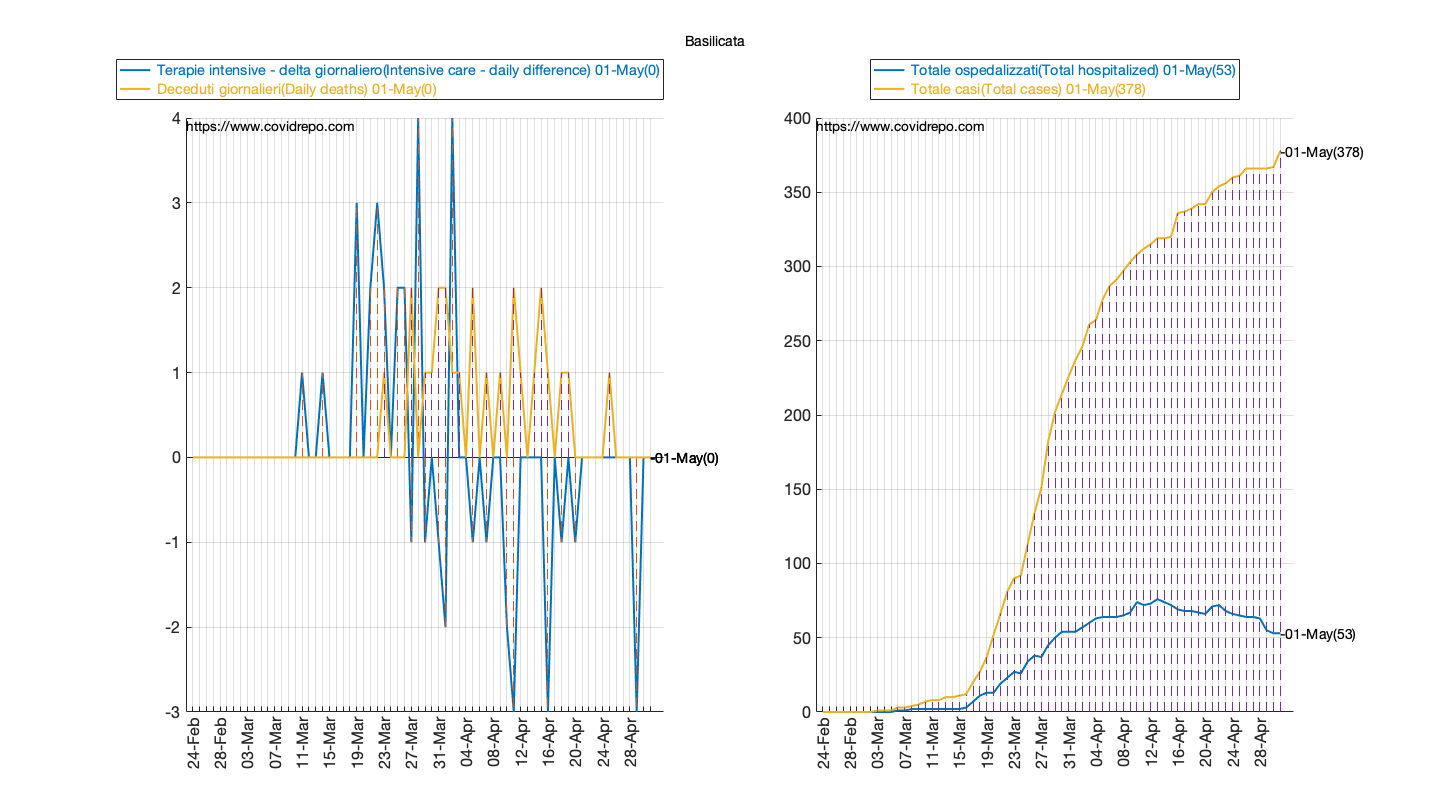 Basilicata
Terapie intensive - delta giornaliero(Intensive care - daily difference) 01-May(0)
Deceduti giornalieri(Daily deaths) 01-May(0)
https://www.covidrepo.com
4
3
2
1
0
-1
-2
-3
01-May(0)
24-Feb
28-Feb
03-Mar
07-Mar
11-Mar
15-Mar
19-Mar
23-Mar
27-Mar
31-Mar
04-Apr
08-Apr
12-Apr
16-Apr
20-Apr
24-Apr
28-Apr
Totale ospedalizzati(Total hospitalized) 01-May(53)
Totale casi(Total cases) 01-May(378)
https://www.covidrepo.com
400
350
300
250
200
150
100
50
0
01-May(378)
01-May(53)
24-Feb
28-Feb
03-Mar
07-Mar
11-Mar
15-Mar
19-Mar
23-Mar
27-Mar
31-Mar
04-Apr
08-Apr
12-Apr
16-Apr
20-Apr
24-Apr
28-Apr